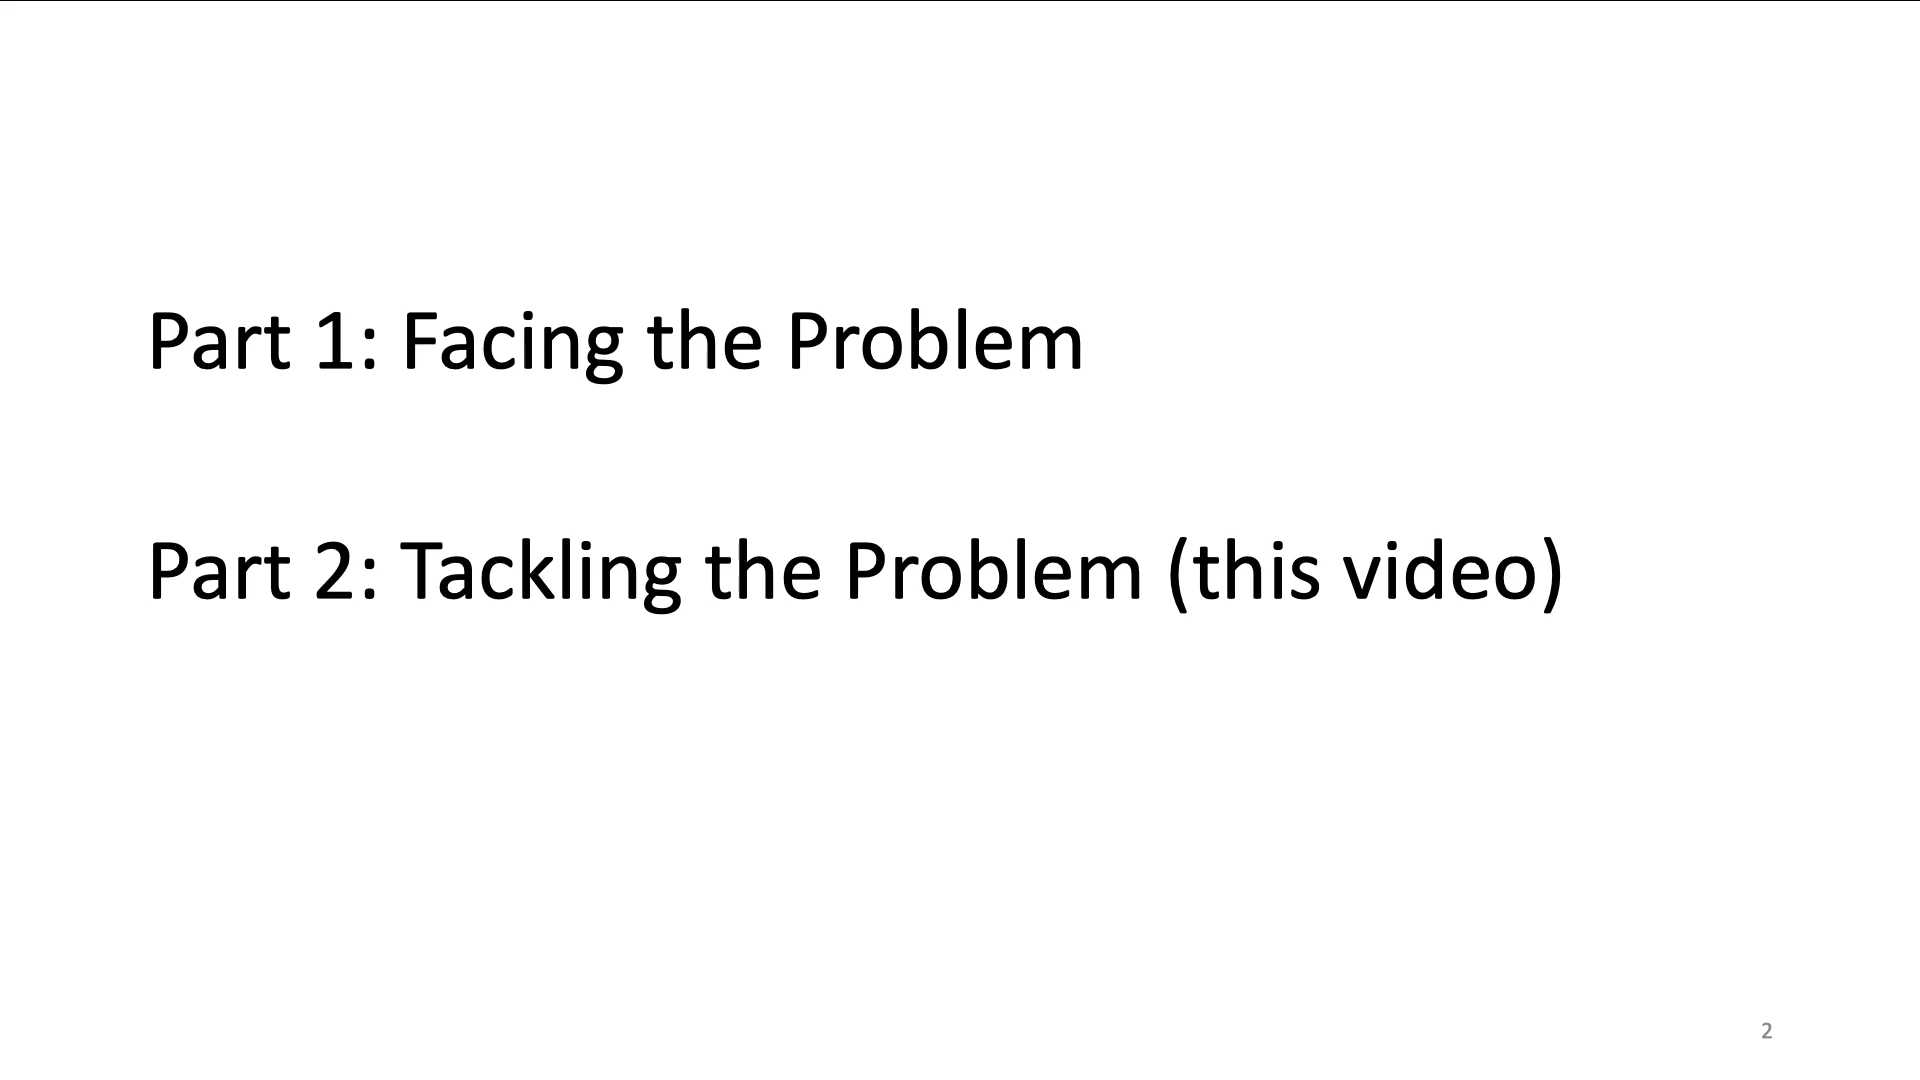 Part 1: Facing the Problem
Part 2: Tackling the Problem (this video)
2